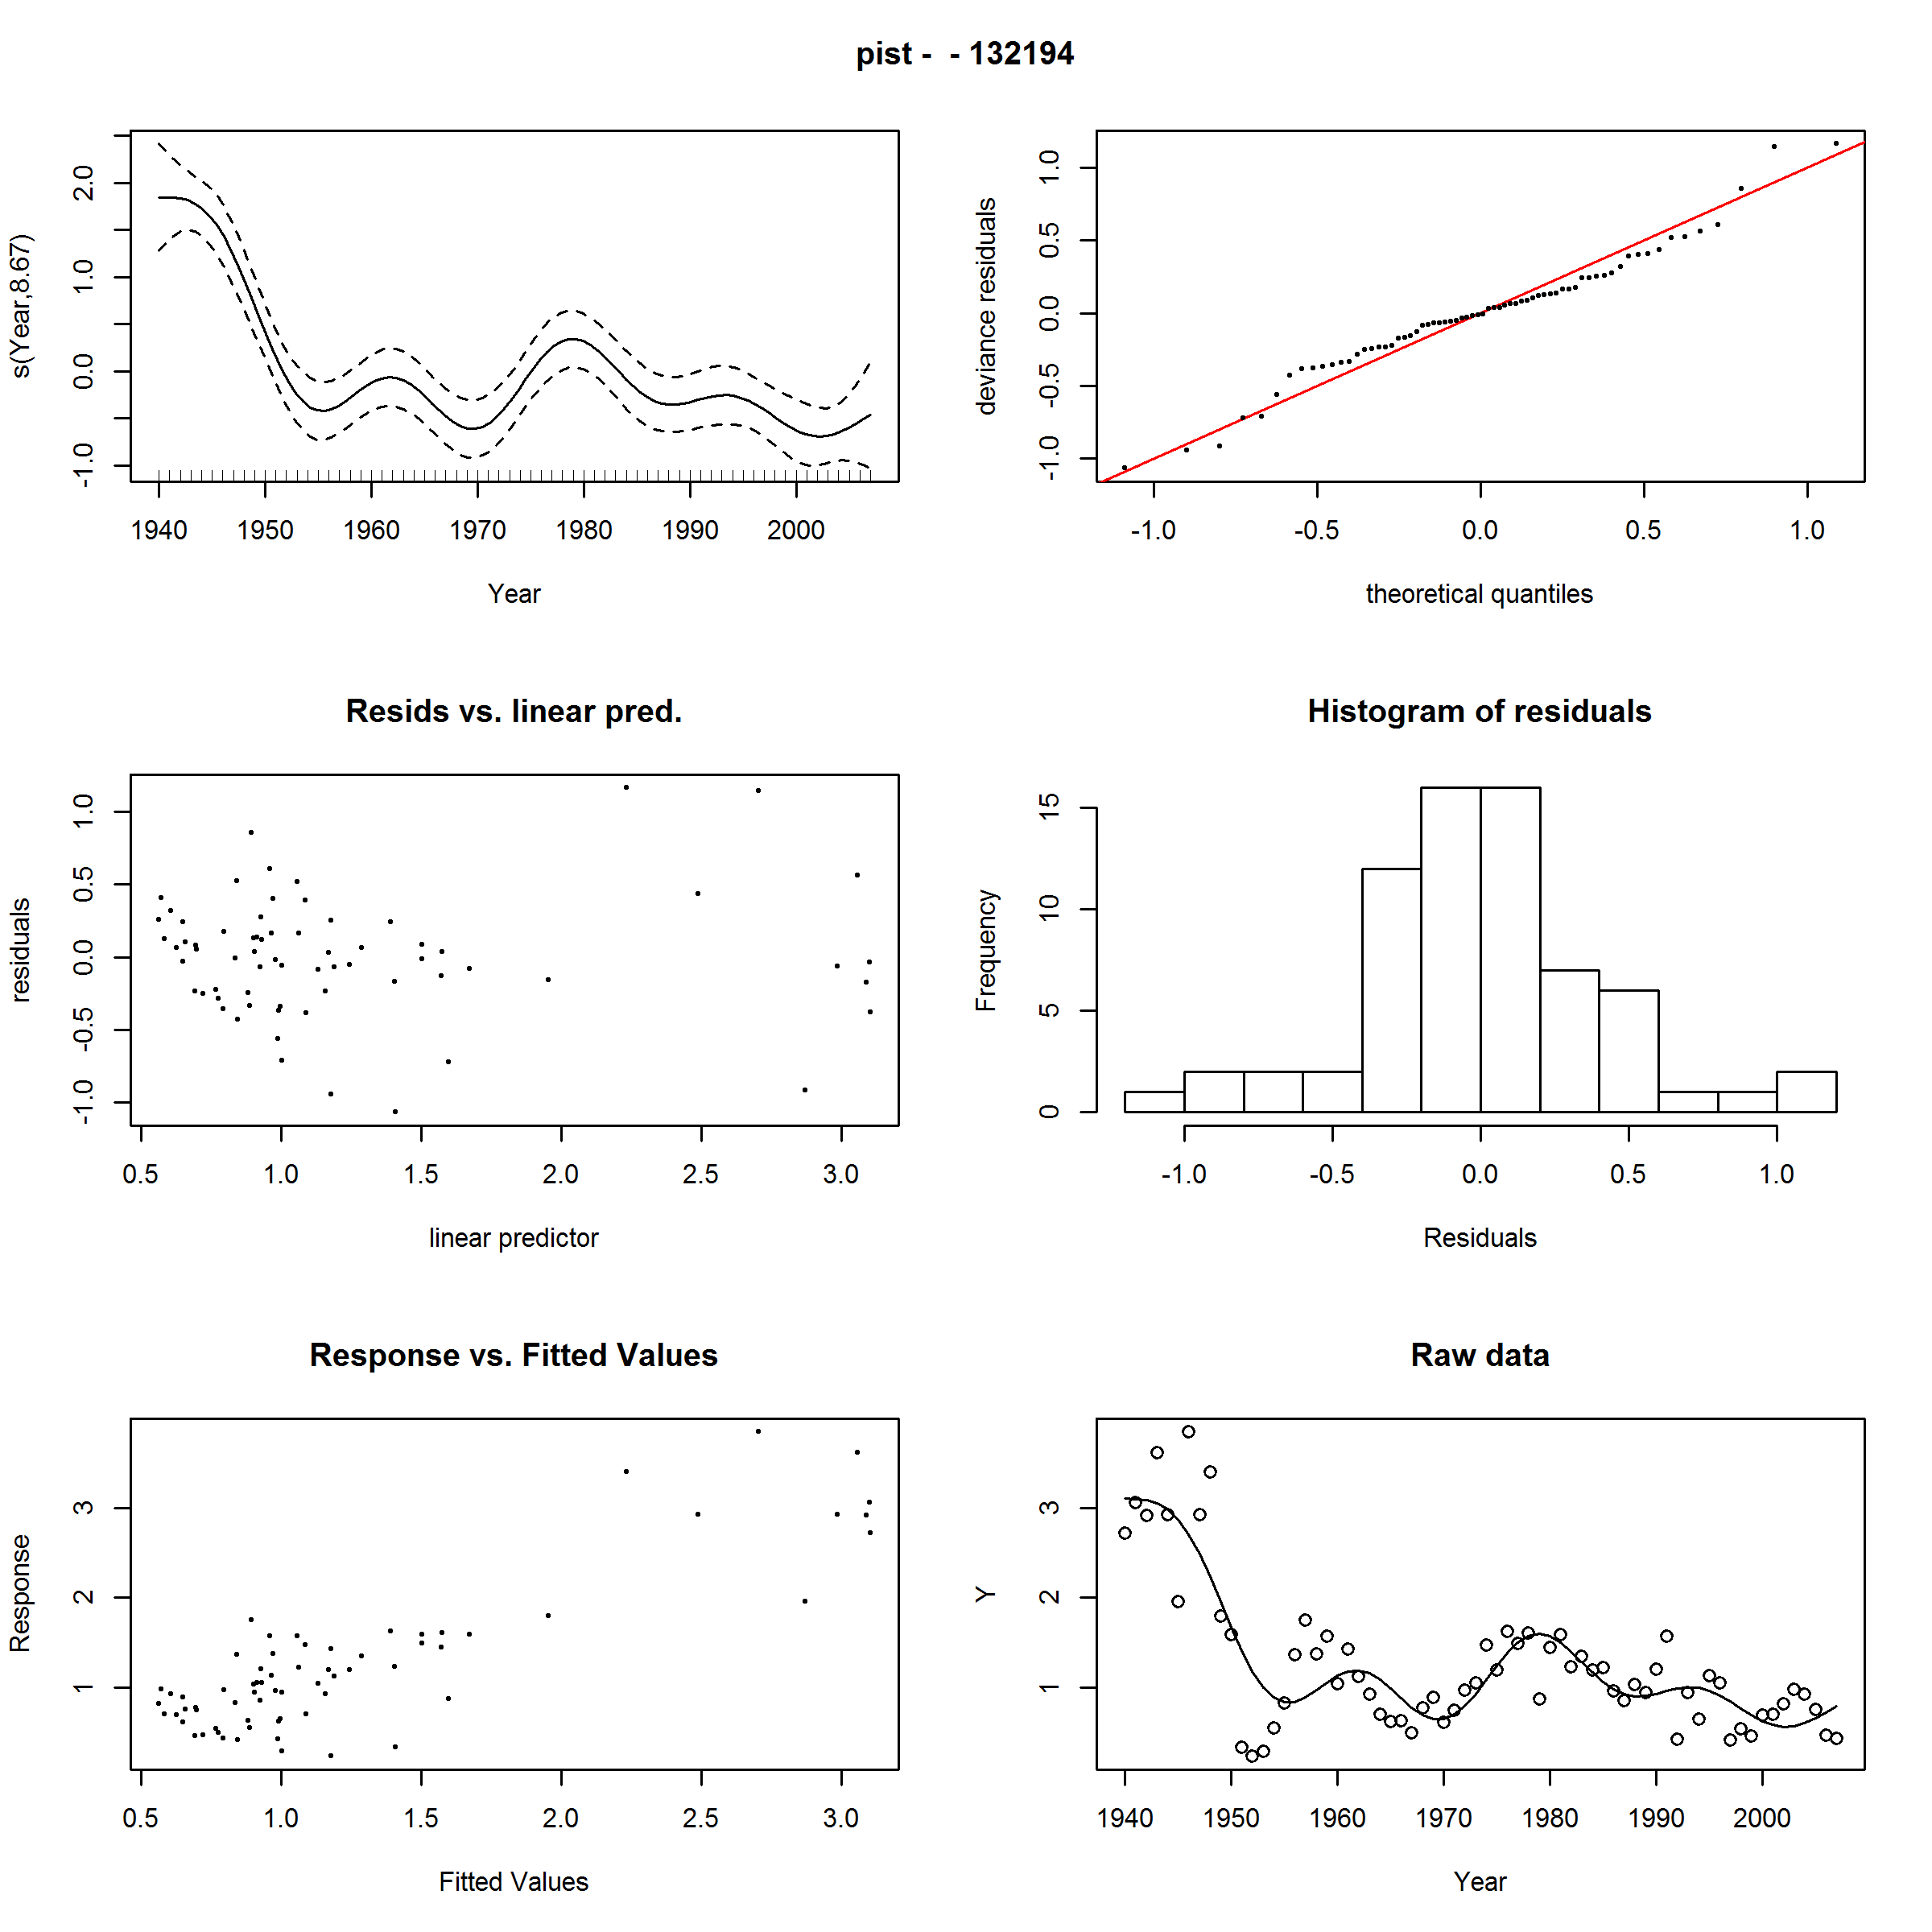 pist -  - 132194
s(Year,8.67)
-1.0 0.0 1.0 2.0
1940 1950 1960 1970 1980 1990 2000
Year
deviance residuals
-1.0 -0.5 0.0 0.5 1.0
-1.0 -0.5 0.0 0.5 1.0
theoretical quantiles
Resids vs. linear pred.
residuals
-1.0 -0.5 0.0 0.5 1.0
0.5 1.0 1.5 2.0 2.5 3.0
linear predictor
Histogram of residuals
Frequency
0 5 10 15
-1.0 -0.5 0.0 0.5 1.0
Residuals
Response vs. Fitted Values
Response
1 2 3
0.5 1.0 1.5 2.0 2.5 3.0
Fitted Values
Raw data
Y
1 2 3
1940 1950 1960 1970 1980 1990 2000
Year